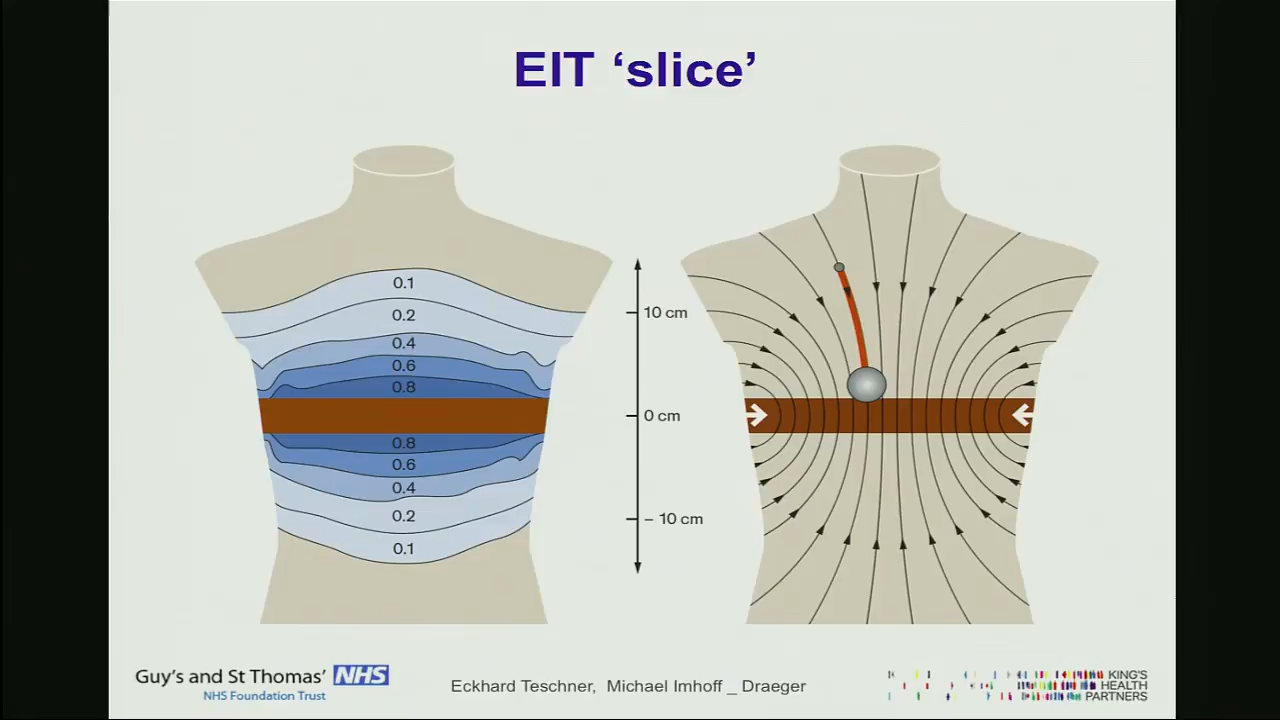 EIT ‘slice’
0.1
0.2
0.4
0.6
0.8
0.8
0.6
0.4
0.2
0.1
10 cm
0 cm
– 10 cm
Guy's and St Thomas' NHS
NHS Foundation Trust
Eckhard Teschner, Michael Imhoff _ Draeger
KING'S
HEALTH
PARTNERS